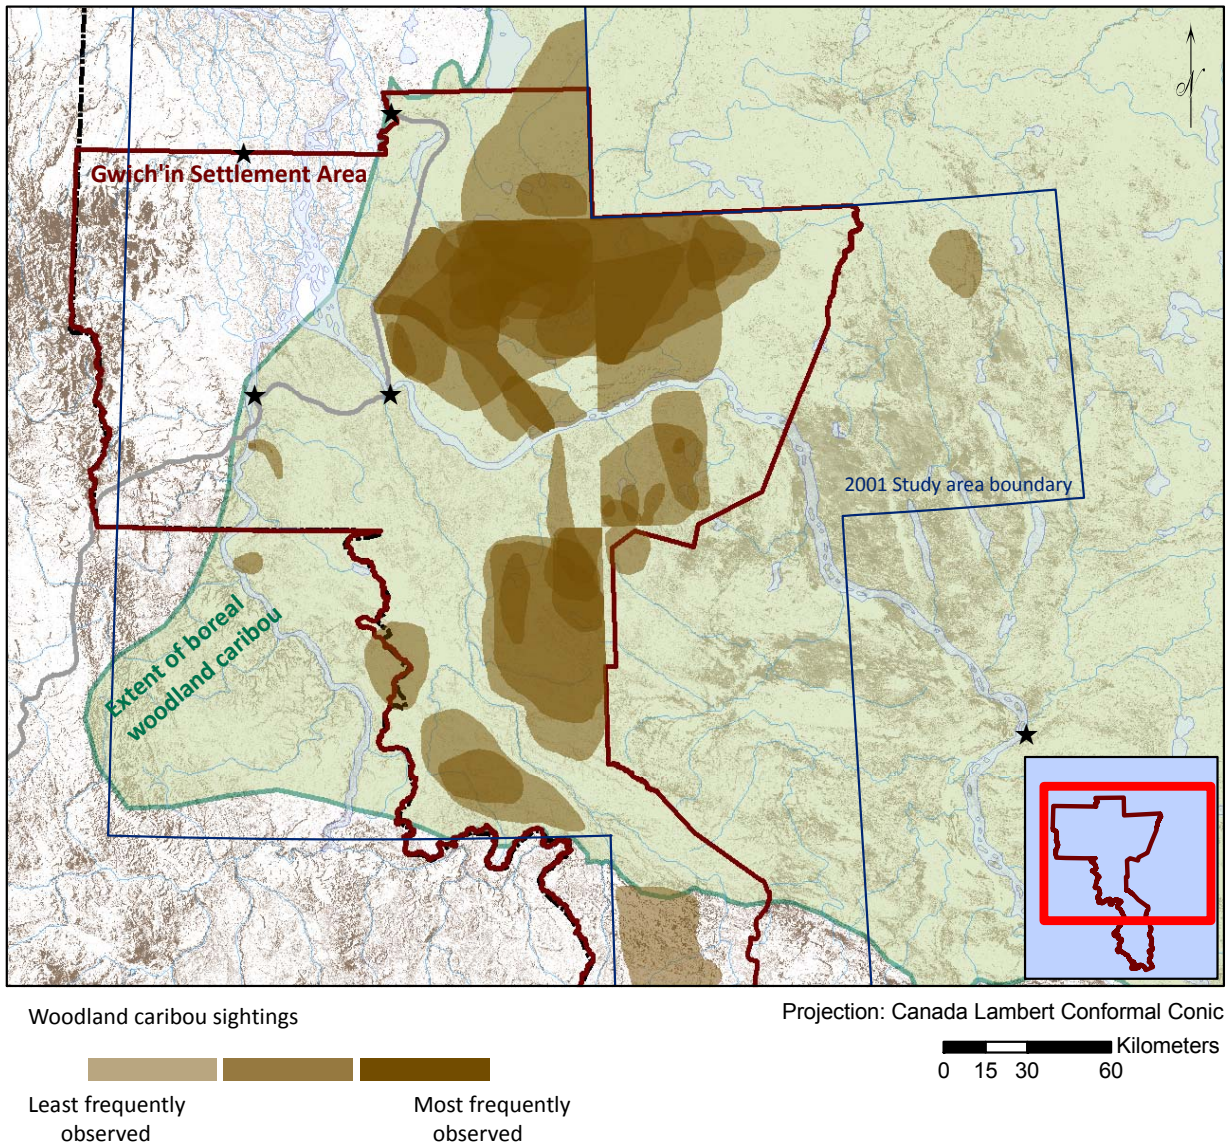 N
Gwich'in Settlement Area
2001 Study area boundary
Extent of boreal
woodland caribou
Woodland caribou sightings
Least frequently
observed
Most frequently
observed
Projection: Canada Lambert Conformal Conic
Kilometers
0 15 30 60